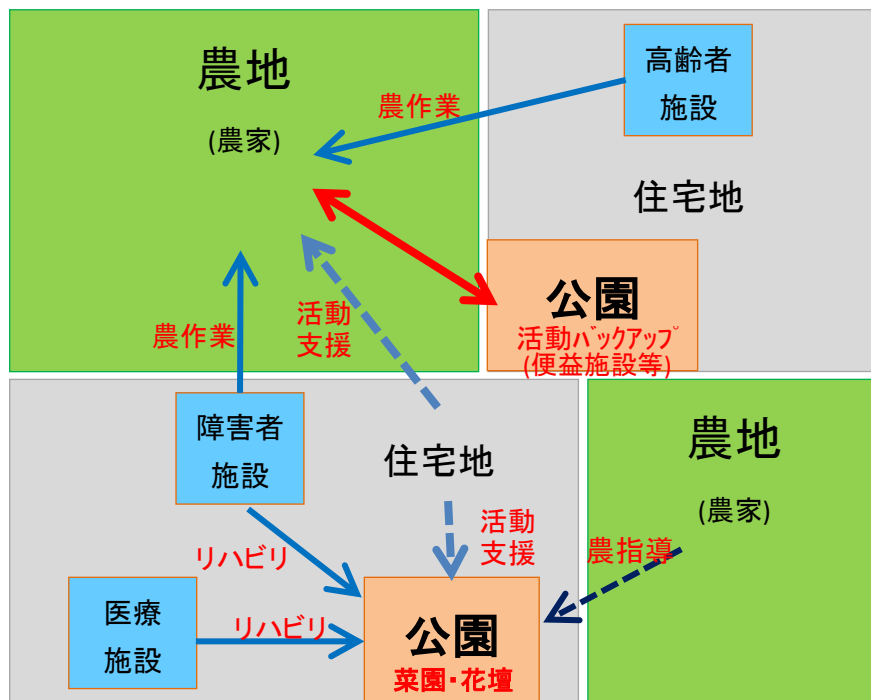 農地
(農家)
高齢者
施設
農作業
住宅地
公園
活動ﾊﾞｯｸｱｯﾌﾟ
(便益施設等)
活動
支援
農作業
障害者
施設
住宅地
農地
(農家)
活動
支援
農指導
リハビリ
医療
施設
リハビリ
公園
菜園・花壇